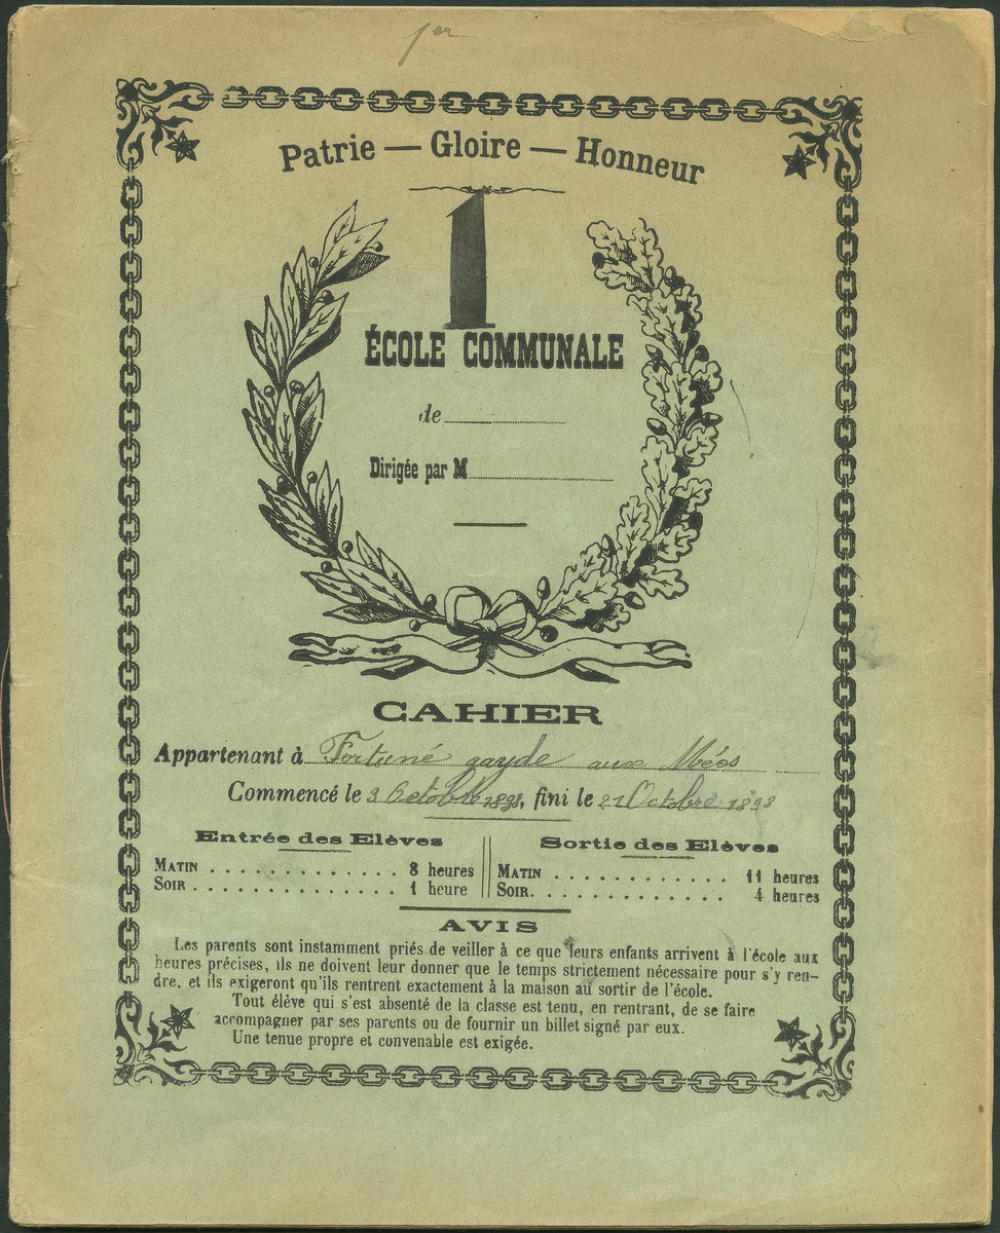 1er
Patrie — Gloire — Honneur
1
ÉCOLE COMMUNALE
de
Dirigée par M
CAHIER
Appartenant à Fortuné gayde aux Mées
Commencé le 3 Octobre 1898, fini le 21 Octobre 1898
Entrée des Elèves
MATIN . . . . . . . . . . . . . 8 heures
SOIR . . . . . . . . . . . . . . 1 heure
Sortie des Elèves
MATIN . . . . . . . . . . . . 11 heures
SOIR. . . . . . . . . . . . . 4 heures
AVIS
Les parents sont instamment priés de veiller à ce que leurs enfants arrivent à l'école aux
heures précises, ils ne doivent leur donner que le temps strictement nécessaire pour s'y ren-
dre, et ils exigeront qu'ils rentrent exactement à la maison au sortir de l'école.
Tout élève qui s'est absenté de la classe est tenu, en rentrant, de se faire
accompagner par ses parents ou de fournir un billet signé par eux.
Une tenue propre et convenable est exigée.